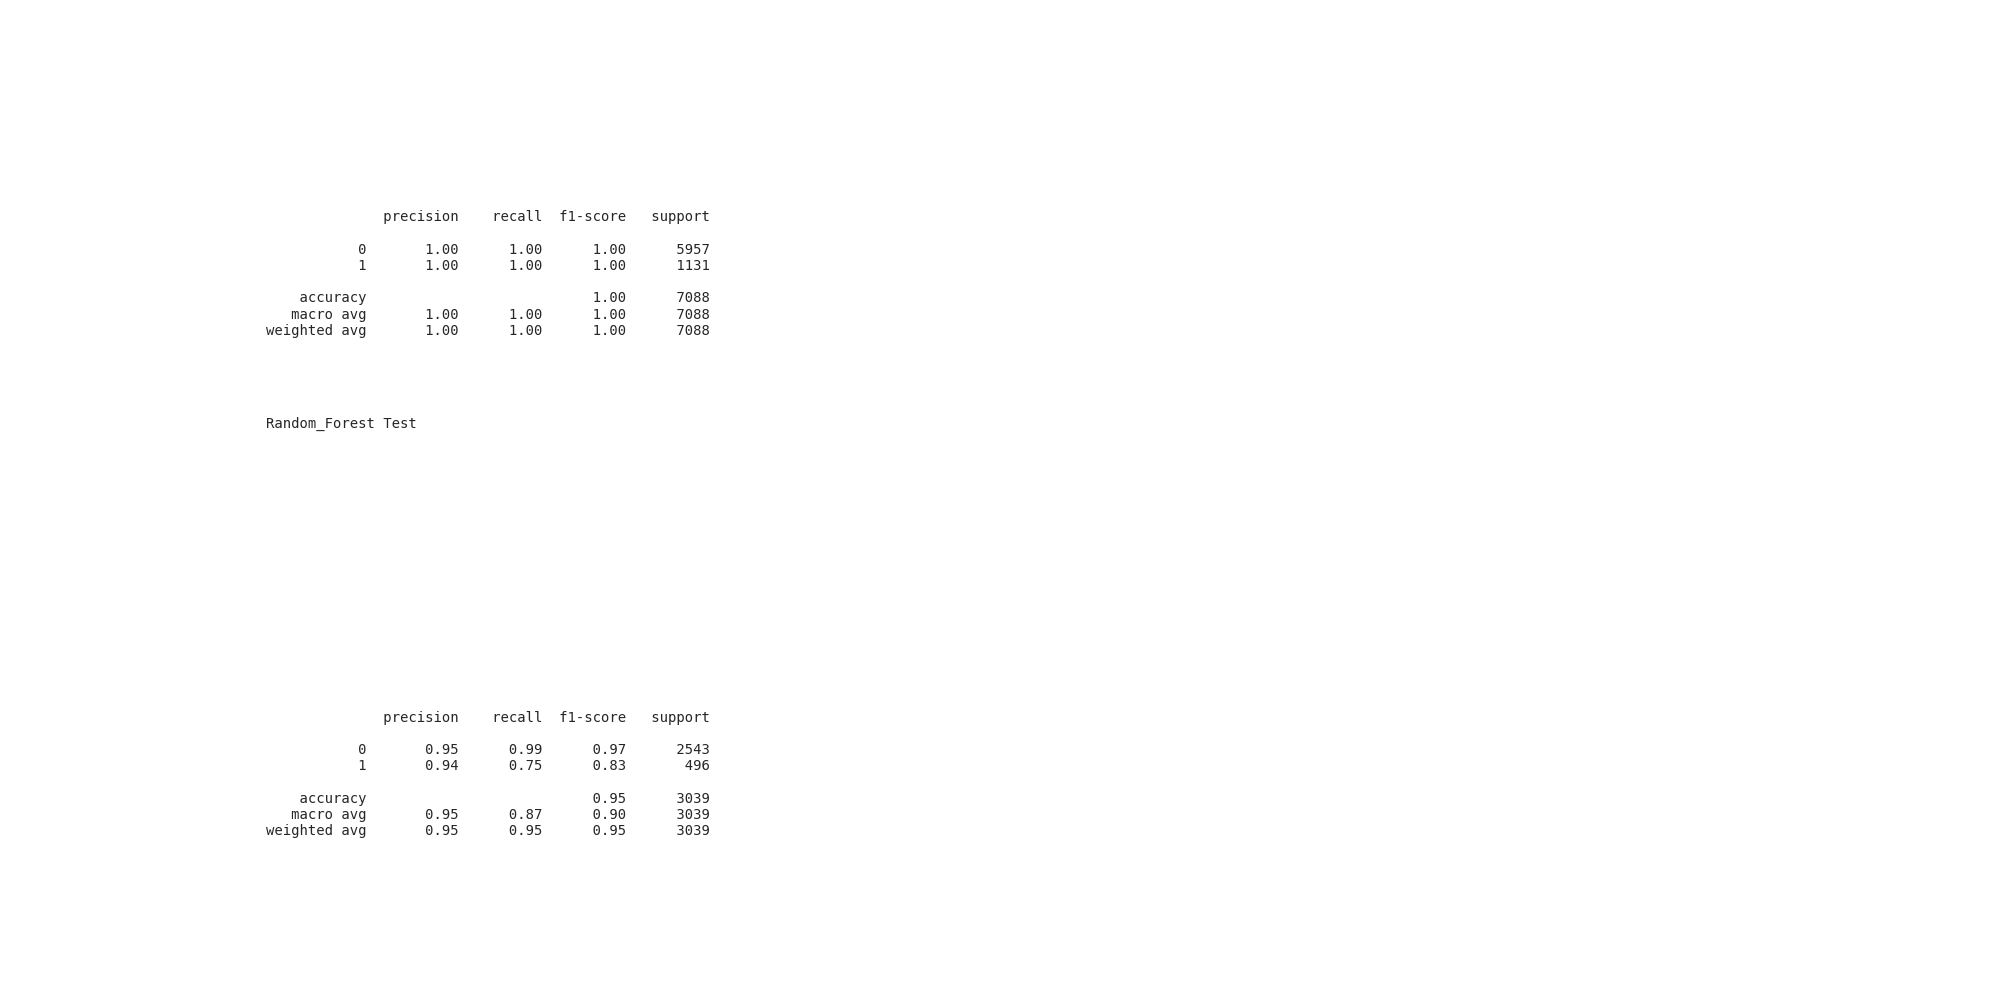 precision    recall  f1-score   support

           0       1.00      1.00      1.00      5957
           1       1.00      1.00      1.00      1131

    accuracy                           1.00      7088
   macro avg       1.00      1.00      1.00      7088
weighted avg       1.00      1.00      1.00      7088

Random_Forest Test

              precision    recall  f1-score   support

           0       0.95      0.99      0.97      2543
           1       0.94      0.75      0.83       496

    accuracy                           0.95      3039
   macro avg       0.95      0.87      0.90      3039
weighted avg       0.95      0.95      0.95      3039